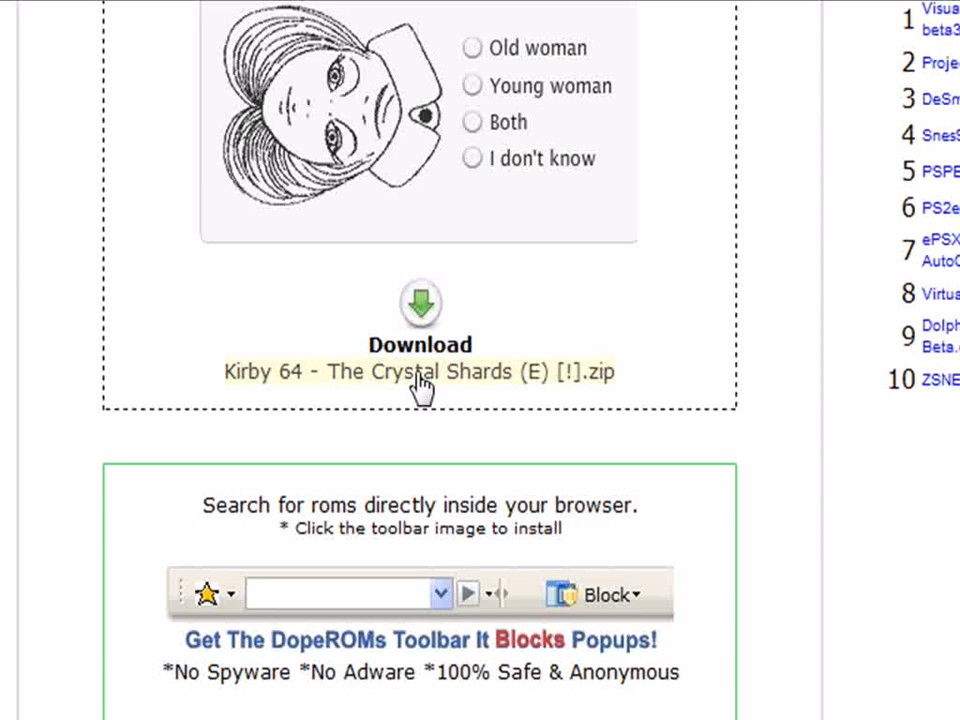 Old woman
Young woman
Both
I don't know
Download
Kirby 64 - The Crystal Shards (E) [!].zip
Search for roms directly inside your browser.
* Click the toolbar image to install
Block
Get The DopeROMs Toolbar It Blocks Popups!
*No Spyware *No Adware *100% Safe & Anonymous
1
beta3
2
3
4
5
6
7
8
9
Beta.
10